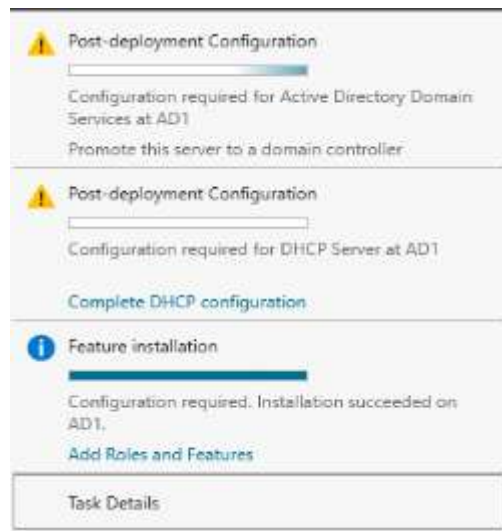 Post-deployment Configuration
Configuration required for Active Directory Domain
Services at AD1
Promote this server to a domain controller
Post-deployment Configuration
Configuration required for DHCP Server at AD1
Complete DHCP configuration
Feature installation
Configuration required. Installation succeeded on
AD1.
Add Roles and Features
Task Details